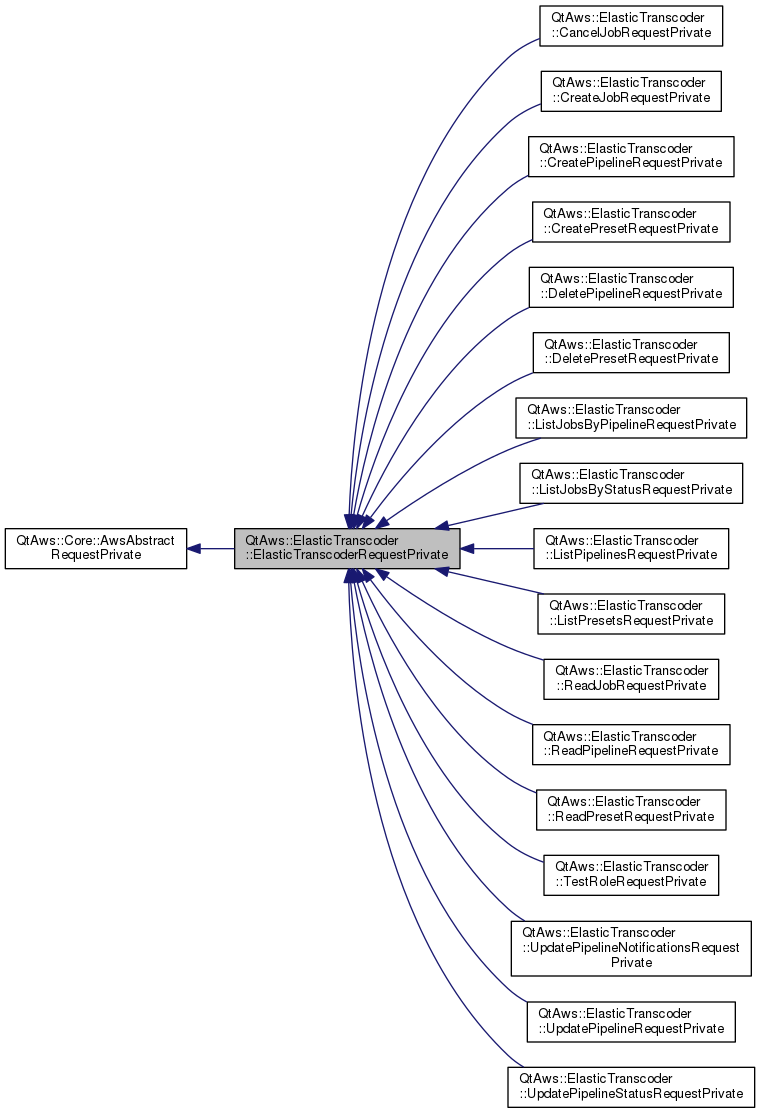 QtAws::ElasticTranscoder
::CancelJobRequestPrivate
QtAws::ElasticTranscoder
::CreateJobRequestPrivate
QtAws::ElasticTranscoder
::CreatePipelineRequestPrivate
QtAws::ElasticTranscoder
::CreatePresetRequestPrivate
QtAws::ElasticTranscoder
::DeletePipelineRequestPrivate
QtAws::ElasticTranscoder
::DeletePresetRequestPrivate
QtAws::ElasticTranscoder
::ListJobsByPipelineRequestPrivate
QtAws::ElasticTranscoder
::ListJobsByStatusRequestPrivate
QtAws::Core::AwsAbstract
RequestPrivate
QtAws::ElasticTranscoder
::ElasticTranscoderRequestPrivate
QtAws::ElasticTranscoder
::ListPipelinesRequestPrivate
QtAws::ElasticTranscoder
::ListPresetsRequestPrivate
QtAws::ElasticTranscoder
::ReadJobRequestPrivate
QtAws::ElasticTranscoder
::ReadPipelineRequestPrivate
QtAws::ElasticTranscoder
::ReadPresetRequestPrivate
QtAws::ElasticTranscoder
::TestRoleRequestPrivate
QtAws::ElasticTranscoder
::UpdatePipelineNotificationsRequest
Private
QtAws::ElasticTranscoder
::UpdatePipelineRequestPrivate
QtAws::ElasticTranscoder
::UpdatePipelineStatusRequestPrivate